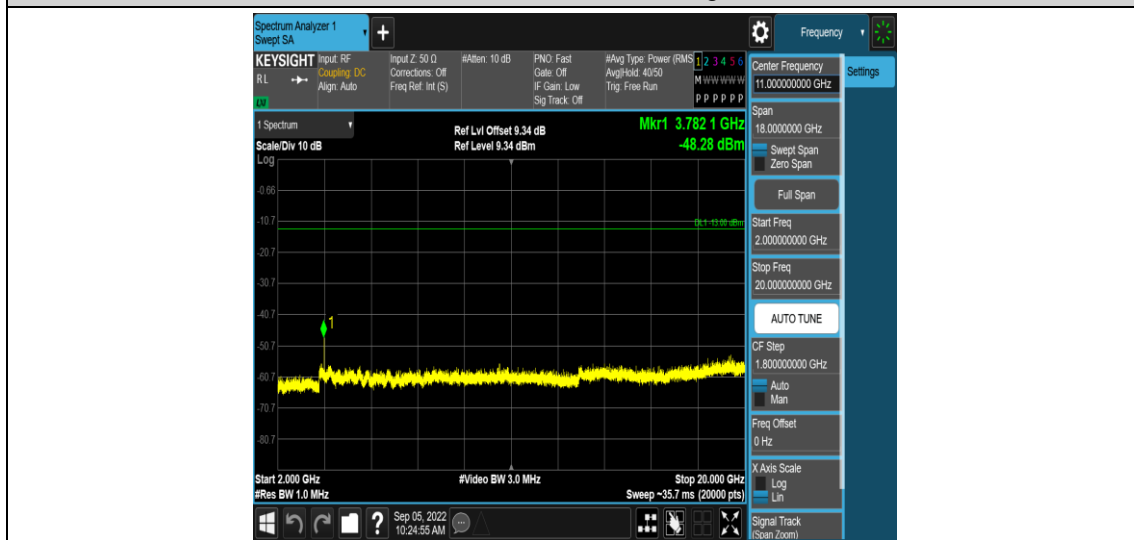 Spectrum Analyzer 1
Swept SA
+
Frequency
KEYSIGHT
RL
LXI
Input: RF
Coupling: DC
Align: Auto
Input Z: 50 Ω
Corrections: Off
Freq Ref: Int (S)
#Atten: 10 dB
PNO: Fast
Gate: Off
IF Gain: Low
Sig Track: Off
#Avg Type: Power (RMS
Avg|Hold: 40/50
Trig: Free Run
1 2 3 4 5 6
M W W W W W
P P P P P P
1 Spectrum
Scale/Div 10 dB
Log
Ref Lvl Offset 9.34 dB
Ref Level 9.34 dBm
Mkr1 3.782 1 GHz
-48.28 dBm
-0.66
-10.7
DL1 -13.00 dBm
-20.7
-30.7
-40.7
1
-50.7
-60.7
-70.7
-80.7
Start 2.000 GHz
#Res BW 1.0 MHz
#Video BW 3.0 MHz
Stop 20.000 GHz
Sweep ~35.7 ms (20000 pts)
Center Frequency
11.000000000 GHz
Settings
Span
18.0000000 GHz
Swept Span
Zero Span
Full Span
Start Freq
2.000000000 GHz
Stop Freq
20.000000000 GHz
AUTO TUNE
CF Step
1.800000000 GHz
Auto
Man
Freq Offset
0 Hz
X Axis Scale
Log
Lin
Signal Track
(Span Zoom)
?
Sep 05, 2022
10:24:55 AM